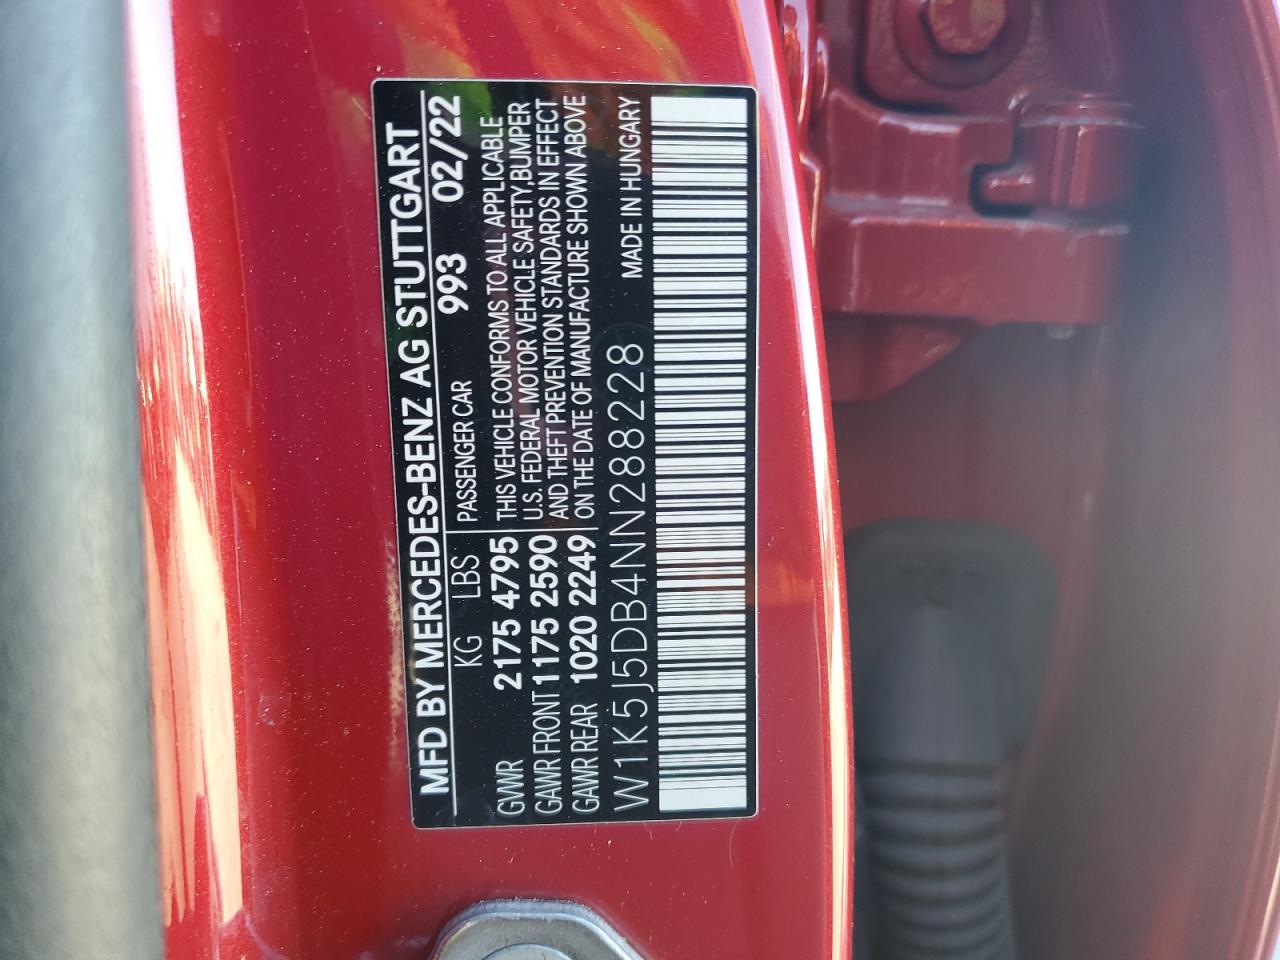 MFD BY MERCEDES-BENZ AG STUTTGART
993 KG LBS PASSENGER CAR 993 02/22
GVWR 2175 4795 THIS VEHICLE CONFORMS TO ALL APPLICABLE
GAWR FRONT 1175 2590 U.S. FEDERAL MOTOR VEHICLE SAFETY,BUMPER
AND THEFT PREVENTION STANDARDS IN EFFECT
GAWR REAR 1020 2249 ON THE DATE OF MANUFACTURE SHOWN ABOVE
W1K5J5DB4NN288228 MADE IN HUNGARY